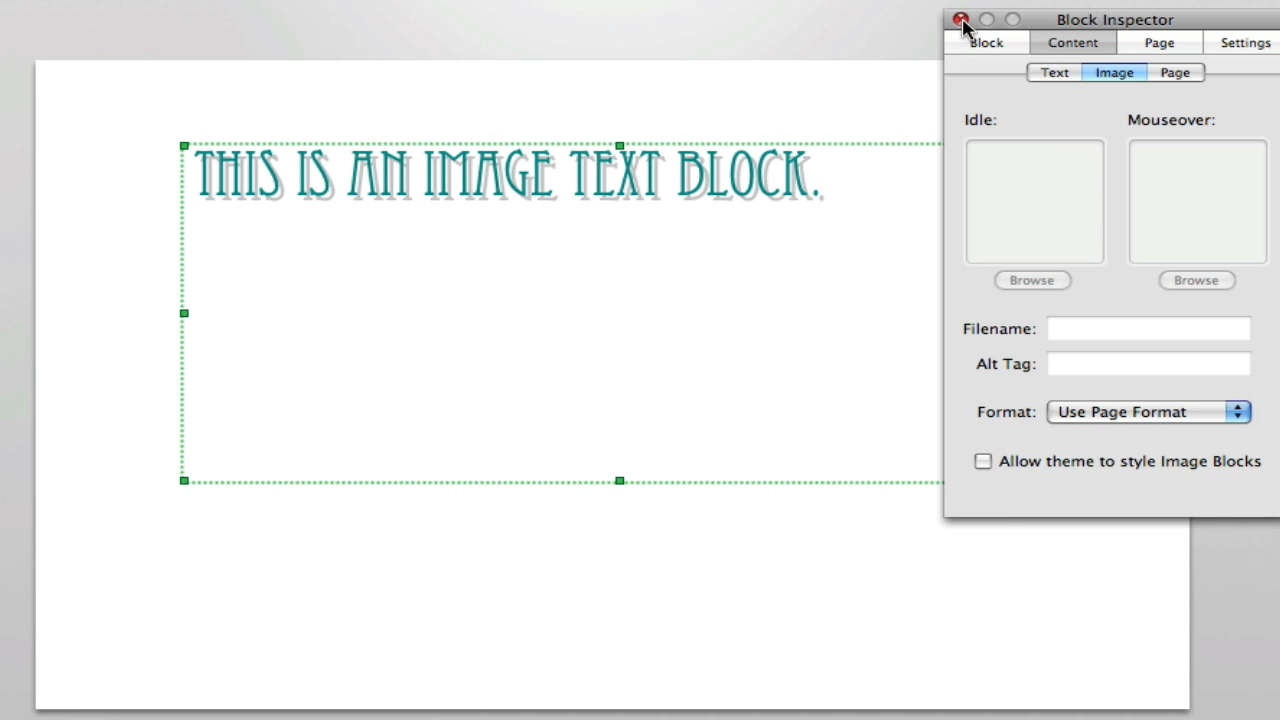 Block Inspector
Block Content Page Settings
Text Image Page
THIS IS AN IMAGE TEXT BLOCK.
Idle: Mouseover:
Browse Browse
Filename:
Alt Tag:
Format: Use Page Format
Allow theme to style Image Blocks